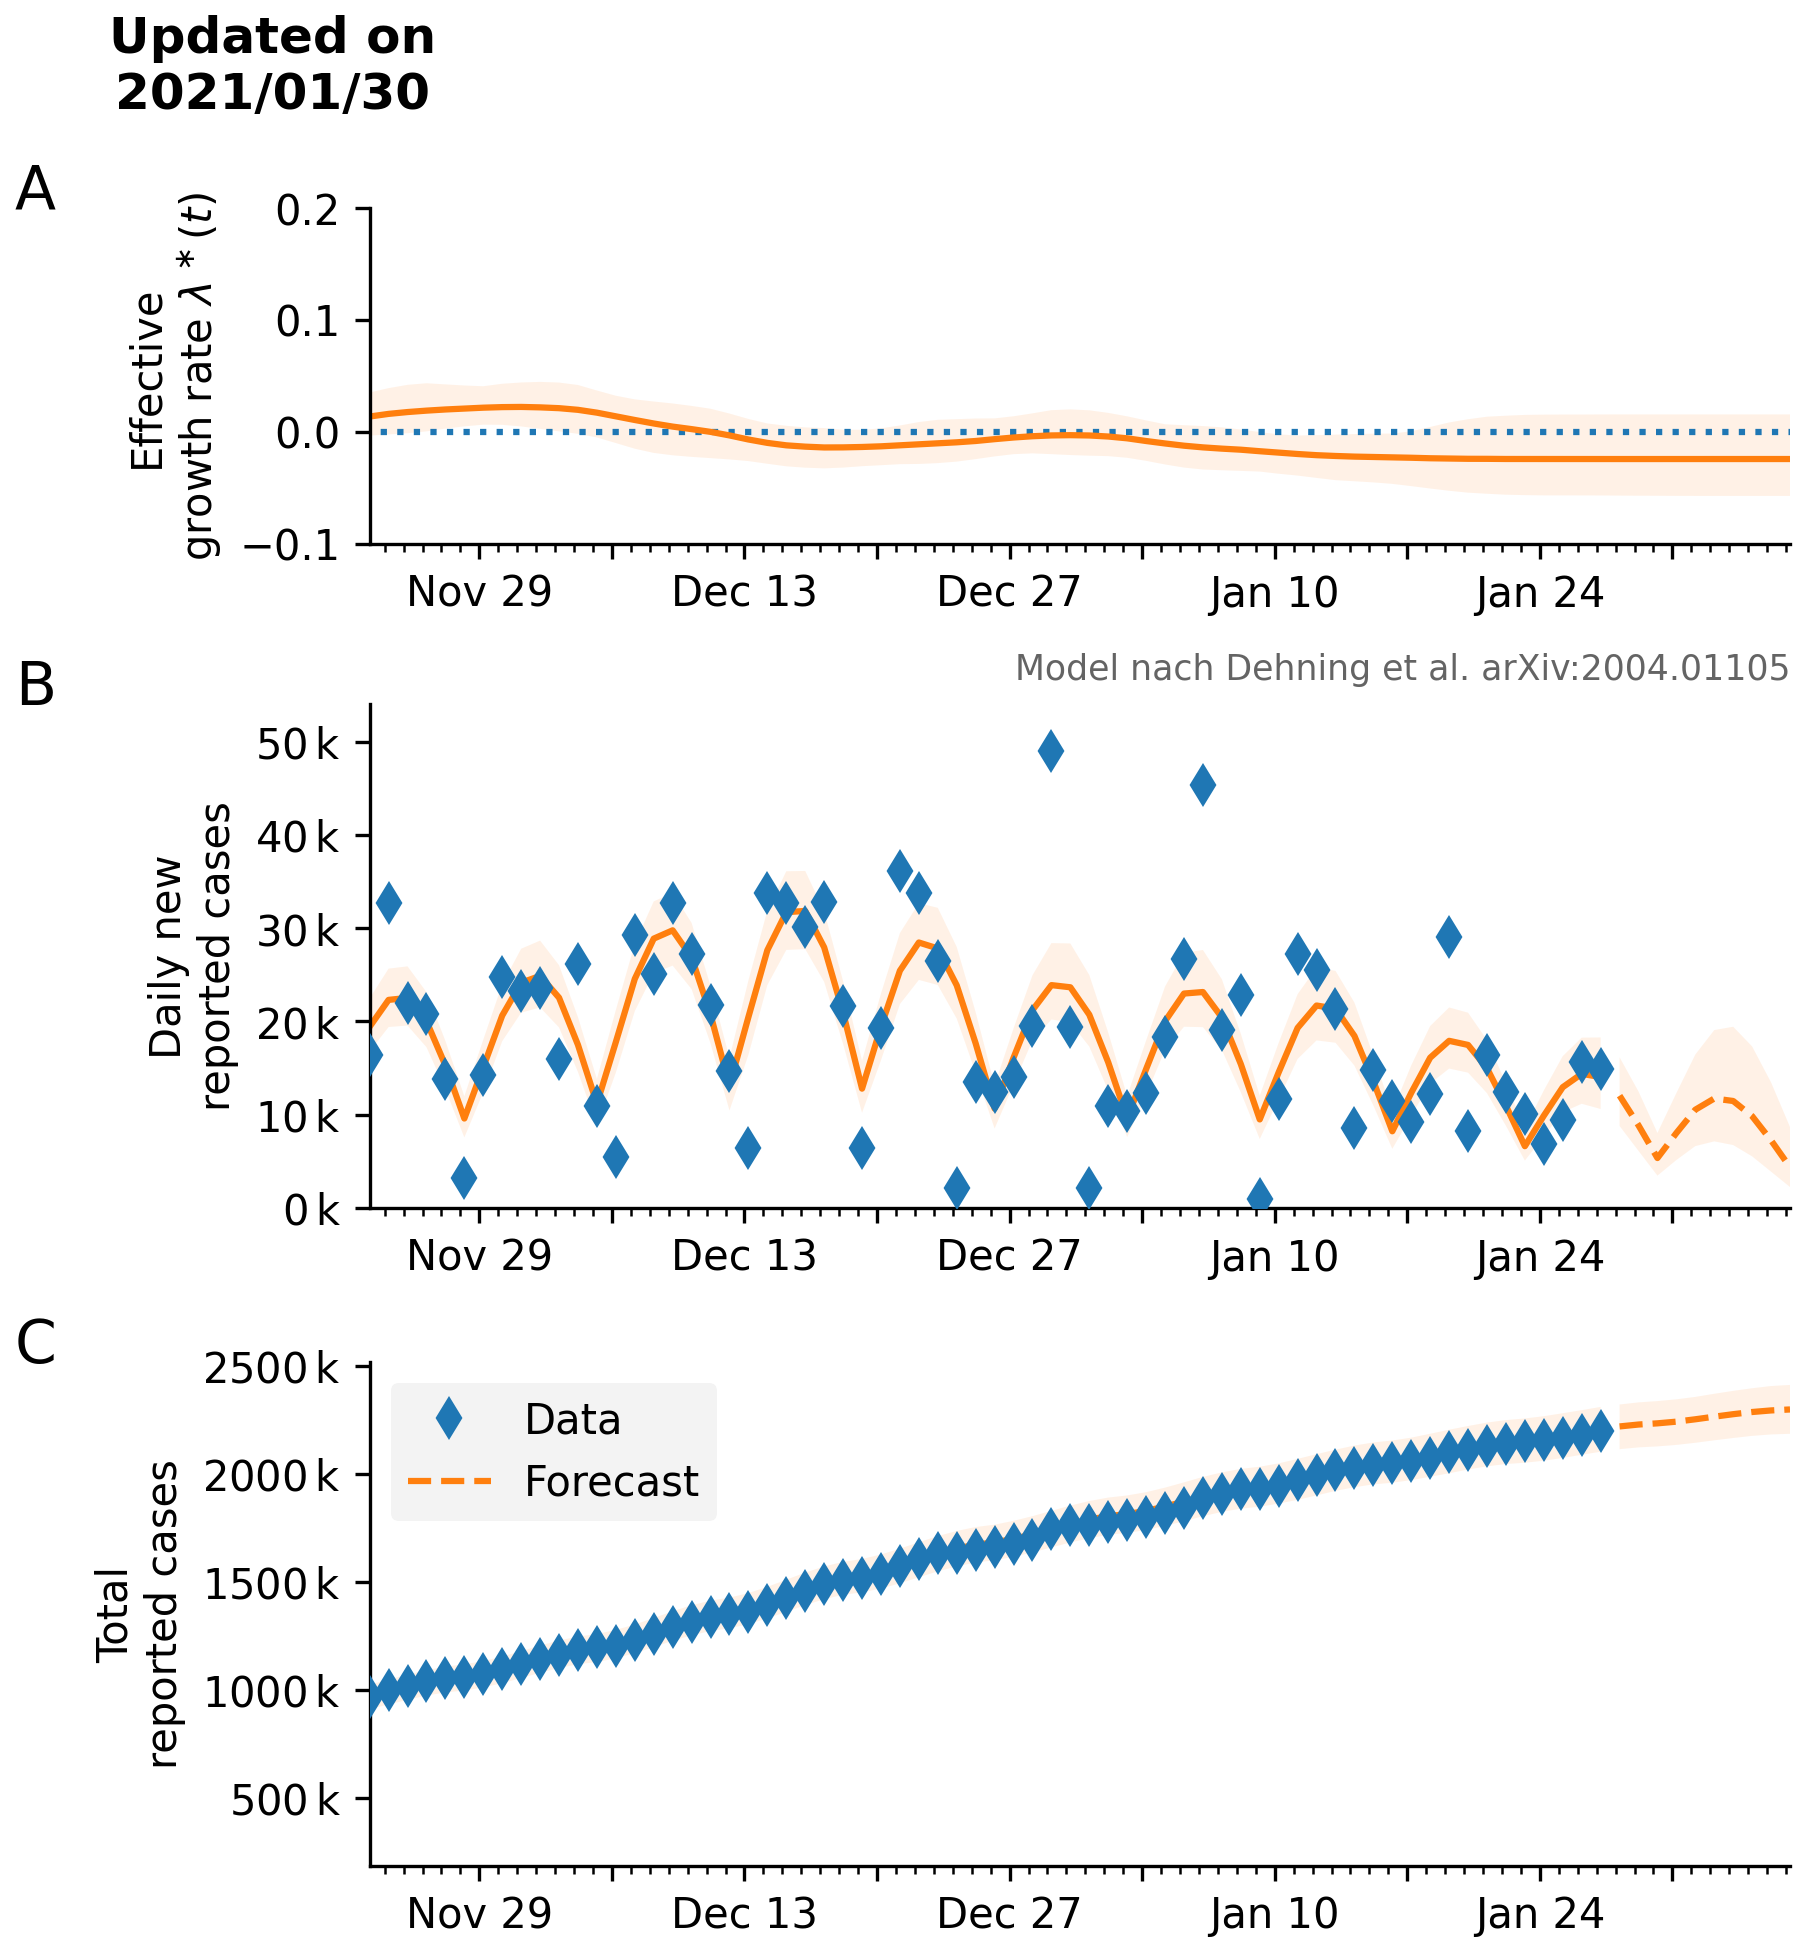 Updated on
2021/01/30
A
Effective
growth rate λ * (t)
0.2
0.1
0.0
−0.1
Nov 29
Dec 13
Dec 27
Jan 10
Jan 24
B
Model nach Dehning et al. arXiv:2004.01105
Daily new
reported cases
50 k
40 k
30 k
20 k
10 k
0 k
Nov 29
Dec 13
Dec 27
Jan 10
Jan 24
C
Total
reported cases
2500 k
2000 k
1500 k
1000 k
500 k
Data
Forecast
Nov 29
Dec 13
Dec 27
Jan 10
Jan 24